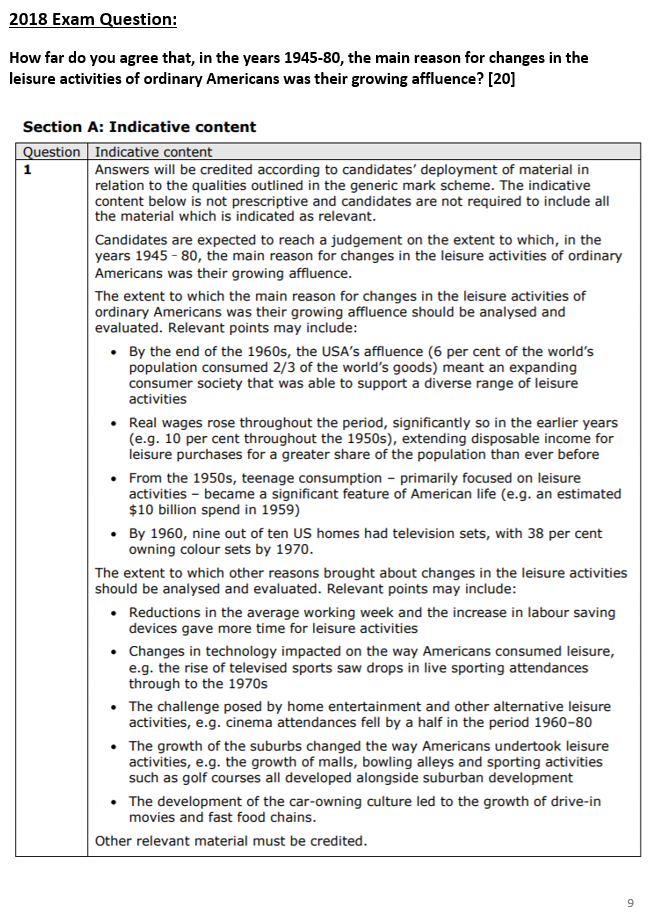 2018 Exam Question:
How far do you agree that, in the years 1945-80, the main reason for changes in the
leisure activities of ordinary Americans was their growing affluence? [20]
Section A: Indicative content
Question Indicative content
1 Answers will be credited according to candidates' deployment of material in
relation to the qualities outlined in the generic mark scheme. The indicative
content below is not prescriptive and candidates are not required to include all
the material which is indicated as relevant.
Candidates are expected to reach a judgement on the extent to which, in the
years 1945 - 80, the main reason for changes in the leisure activities of ordinary
Americans was their growing affluence.
The extent to which the main reason for changes in the leisure activities of
ordinary Americans was their growing affluence should be analysed and
evaluated. Relevant points may include:
• By the end of the 1960s, the USA's affluence (6 per cent of the world's
population consumed 2/3 of the world's goods) meant an expanding
consumer society that was able to support a diverse range of leisure
activities
• Real wages rose throughout the period, significantly so in the earlier years
(e.g. 10 per cent throughout the 1950s), extending disposable income for
leisure purchases for a greater share of the population than ever before
• From the 1950s, teenage consumption – primarily focused on leisure
activities – became a significant feature of American life (e.g. an estimated
$10 billion spend in 1959)
• By 1960, nine out of ten US homes had television sets, with 38 per cent
owning colour sets by 1970.
The extent to which other reasons brought about changes in the leisure activities
should be analysed and evaluated. Relevant points may include:
• Reductions in the average working week and the increase in labour saving
devices gave more time for leisure activities
• Changes in technology impacted on the way Americans consumed leisure,
e.g. the rise of televised sports saw drops in live sporting attendances
through to the 1970s
• The challenge posed by home entertainment and other alternative leisure
activities, e.g. cinema attendances fell by a half in the period 1960–80
• The growth of the suburbs changed the way Americans undertook leisure
activities, e.g. the growth of malls, bowling alleys and sporting activities
such as golf courses all developed alongside suburban development
• The development of the car-owning culture led to the growth of drive-in
movies and fast food chains.
Other relevant material must be credited.
9